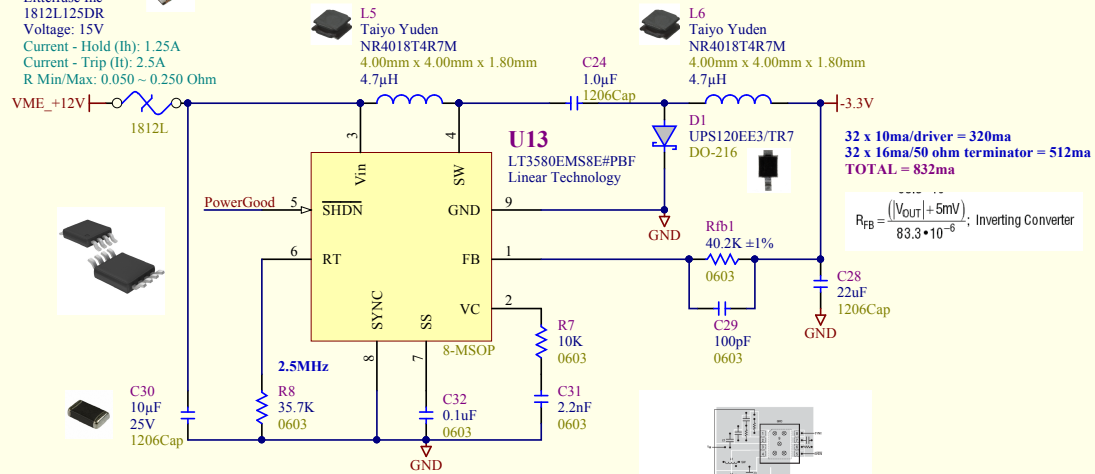 Littelfuse Inc
1812L125DR
Voltage: 15V
Current - Hold (Ih): 1.25A
Current - Trip (It): 2.5A
R Min/Max: 0.050 ~ 0.250 Ohm
VME_+12V
1812L
L5
Taiyo Yuden
NR4018T4R7M
4.00mm x 4.00mm x 1.80mm
4.7µH
C24
1.0µF
1206Cap
L6
Taiyo Yuden
NR4018T4R7M
4.00mm x 4.00mm x 1.80mm
4.7µH
-3.3V
D1
UPS120EE3/TR7
DO-216
32 x 10ma/driver = 320ma
32 x 16ma/50 ohm terminator = 512ma
TOTAL = 832ma
R_FB = (|V_OUT| + 5mV) / 83.3 • 10^-6 ; Inverting Converter
U13
LT3580EMS8E#PBF
Linear Technology
3
4
Vin
SW
PowerGood
5
SHDN
GND
9
GND
6
RT
FB
1
Rfb1
40.2K ±1%
0603
C29
100pF
0603
C28
22uF
1206Cap
GND
SYNC
SS
VC
2
8-MSOP
8
7
R7
10K
0603
2.5MHz
R8
35.7K
0603
C30
10µF
25V
1206Cap
C32
0.1uF
0603
C31
2.2nF
0603
GND